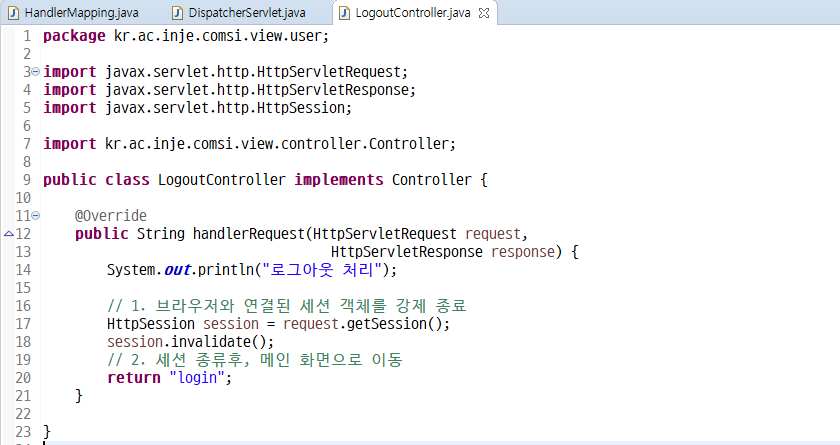 HandlerMapping.java DispatcherServlet.java LogoutController.java
1 package kr.ac.inje.comsi.view.user;
2
3 import javax.servlet.http.HttpServletRequest;
4 import javax.servlet.http.HttpServletResponse;
5 import javax.servlet.http.HttpSession;
6
7 import kr.ac.inje.comsi.view.controller.Controller;
8
9 public class LogoutController implements Controller {
10
11 @Override
12 public String handlerRequest(HttpServletRequest request,
13 HttpServletResponse response) {
14 System.out.println("로그아웃 처리");
15
16 // 1. 브라우저와 연결된 세션 객체를 강제 종료
17 HttpSession session = request.getSession();
18 session.invalidate();
19 // 2. 세션 종류후, 메인 화면으로 이동
20 return "login";
21 }
22
23 }